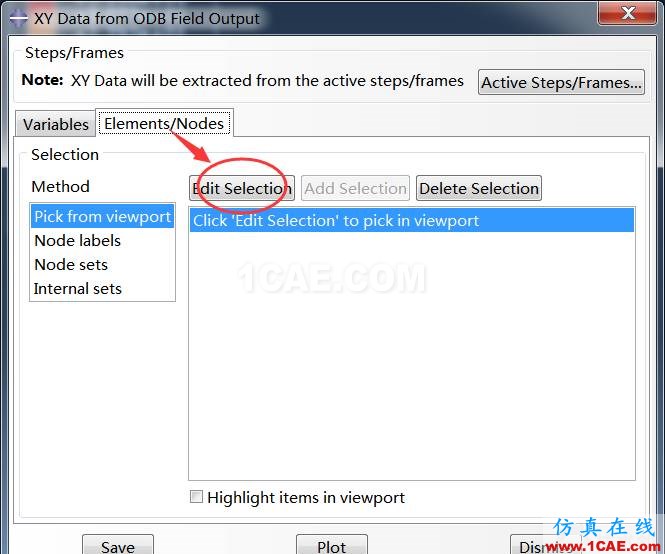 XY Data from ODB Field Output
Steps/Frames
Note: XY Data will be extracted from the active steps/frames
Active Steps/Frames...
Variables
Elements/Nodes
Selection
Method
Edit Selection
Add Selection
Delete Selection
Pick from viewport
Node labels
Node sets
Internal sets
Click 'Edit Selection' to pick in viewport
1CAE.COM
Highlight items in viewport
仿真在线
Save
Plot
www.1CAE.com